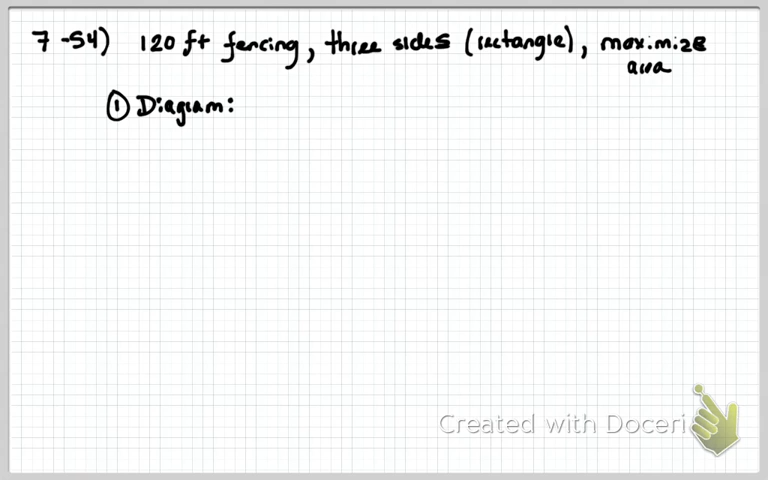 7-54) 120 ft fencing, three sides (rectangle), maximize
area
① Diagram:
Created with Doceri